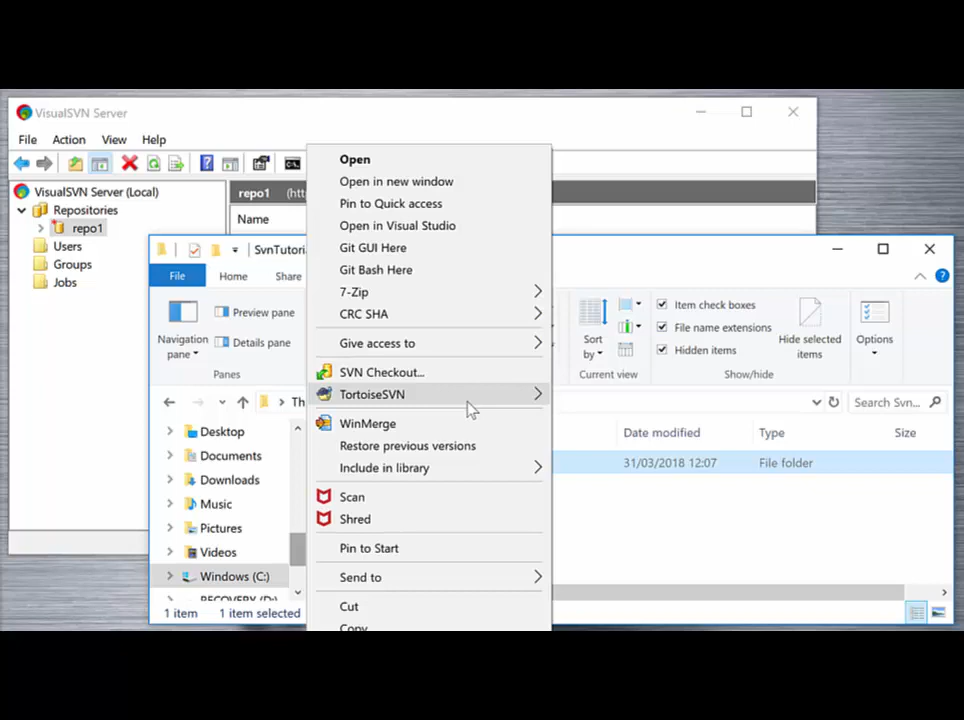 VisualSVN Server
File Action View Help
VisualSVN Server (Local)
Repositories
repo1
Users
Groups
Jobs
repo1
Name
Open
Open in new window
Pin to Quick access
Open in Visual Studio
Git GUI Here
Git Bash Here
7-Zip
CRC SHA
Give access to
SVN Checkout...
TortoiseSVN
WinMerge
Restore previous versions
Include in library
Scan
Shred
Pin to Start
Send to
Cut
Copy
File Home Share
Navigation pane
Preview pane
Details pane
Panes
Sort by
Current view
Item check boxes
File name extensions
Hidden items
Hide selected items
Show/hide
Options
Search Svn...
Desktop
Documents
Downloads
Music
Pictures
Videos
Windows (C:)
RECOVERY (D:)
Date modified Type Size
31/03/2018 12:07 File folder
1 item 1 item selected